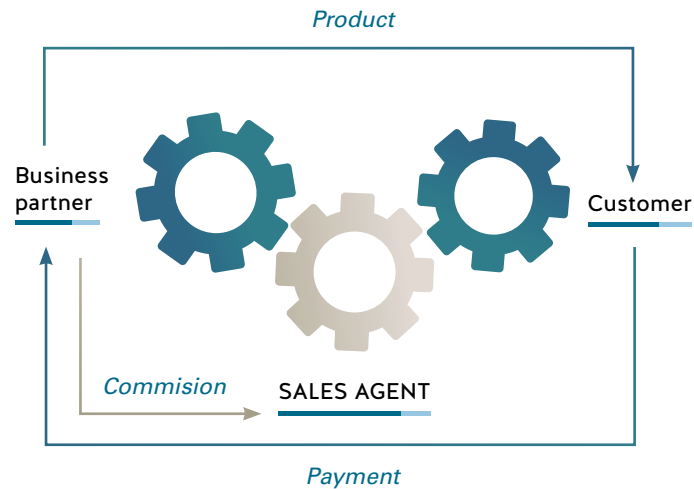 Product
Business
partner
Customer
Commision
SALES AGENT
Payment